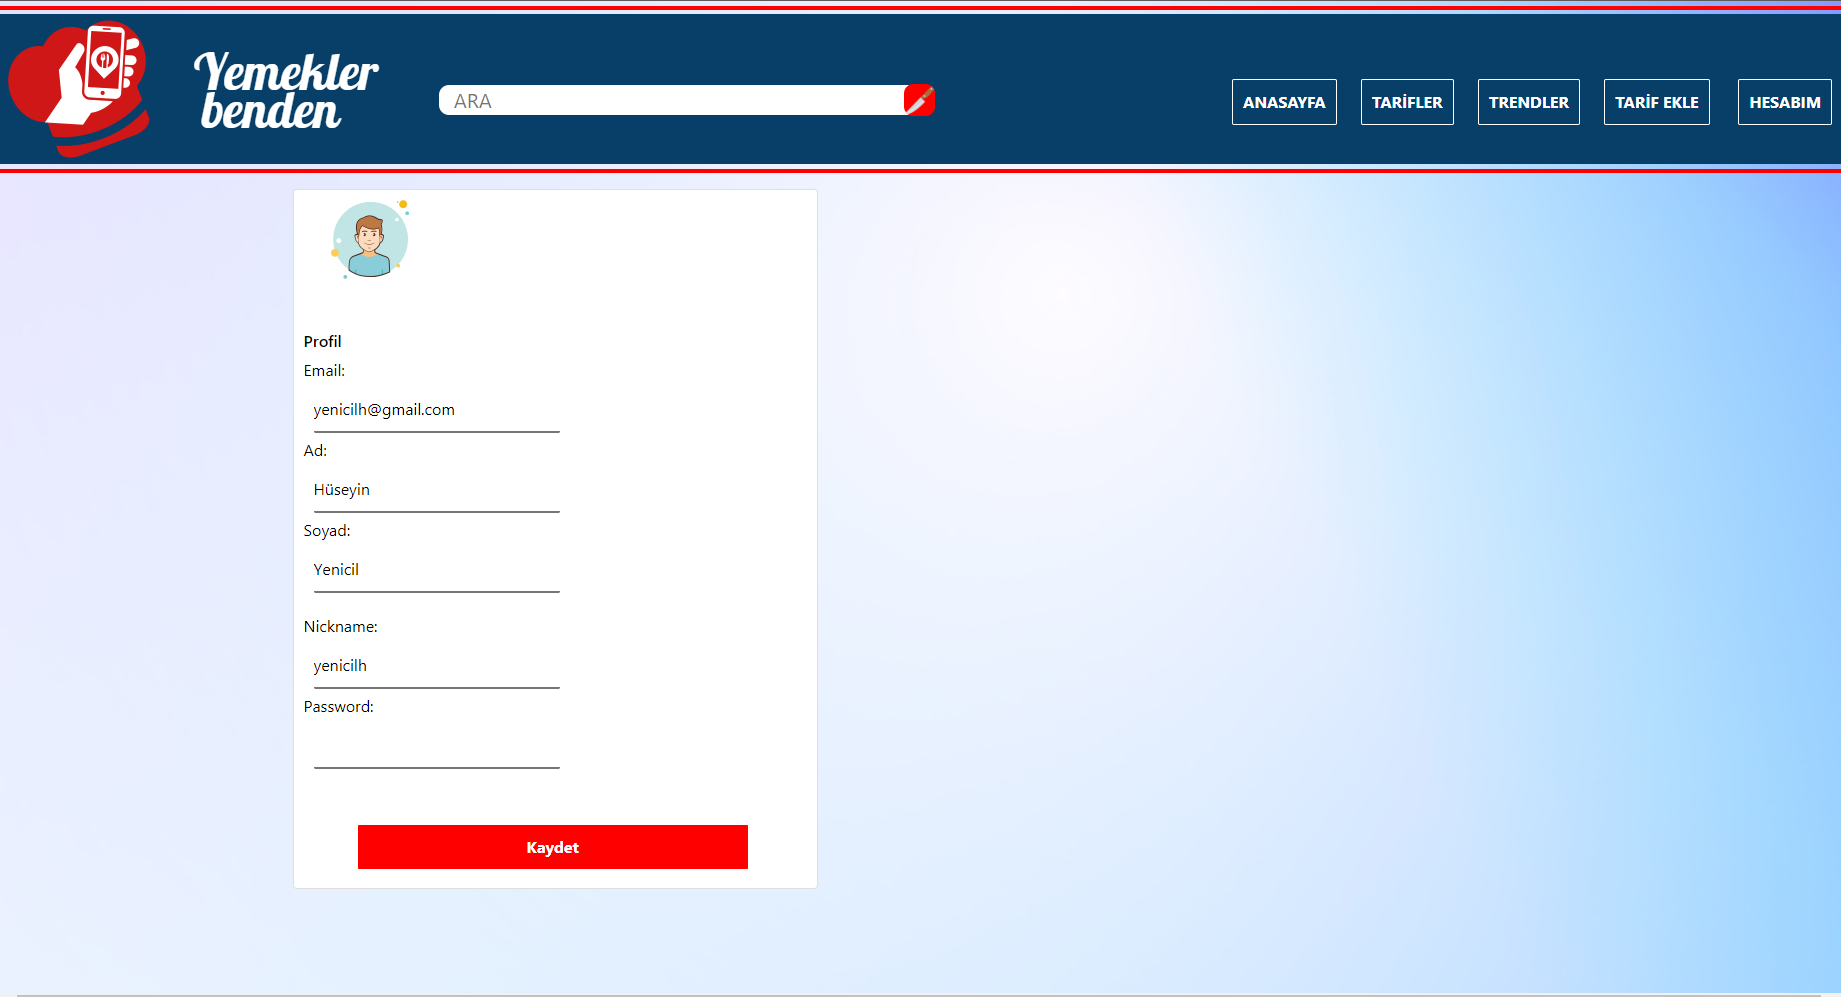 Yemekler
benden
ARA
ANASAYFA
TARİFLER
TRENDLER
TARİF EKLE
HESABIM
Profil
Email:
yenicilh@gmail.com
Ad:
Hüseyin
Soyad:
Yenicil
Nickname:
yenicilh
Password:
Kaydet